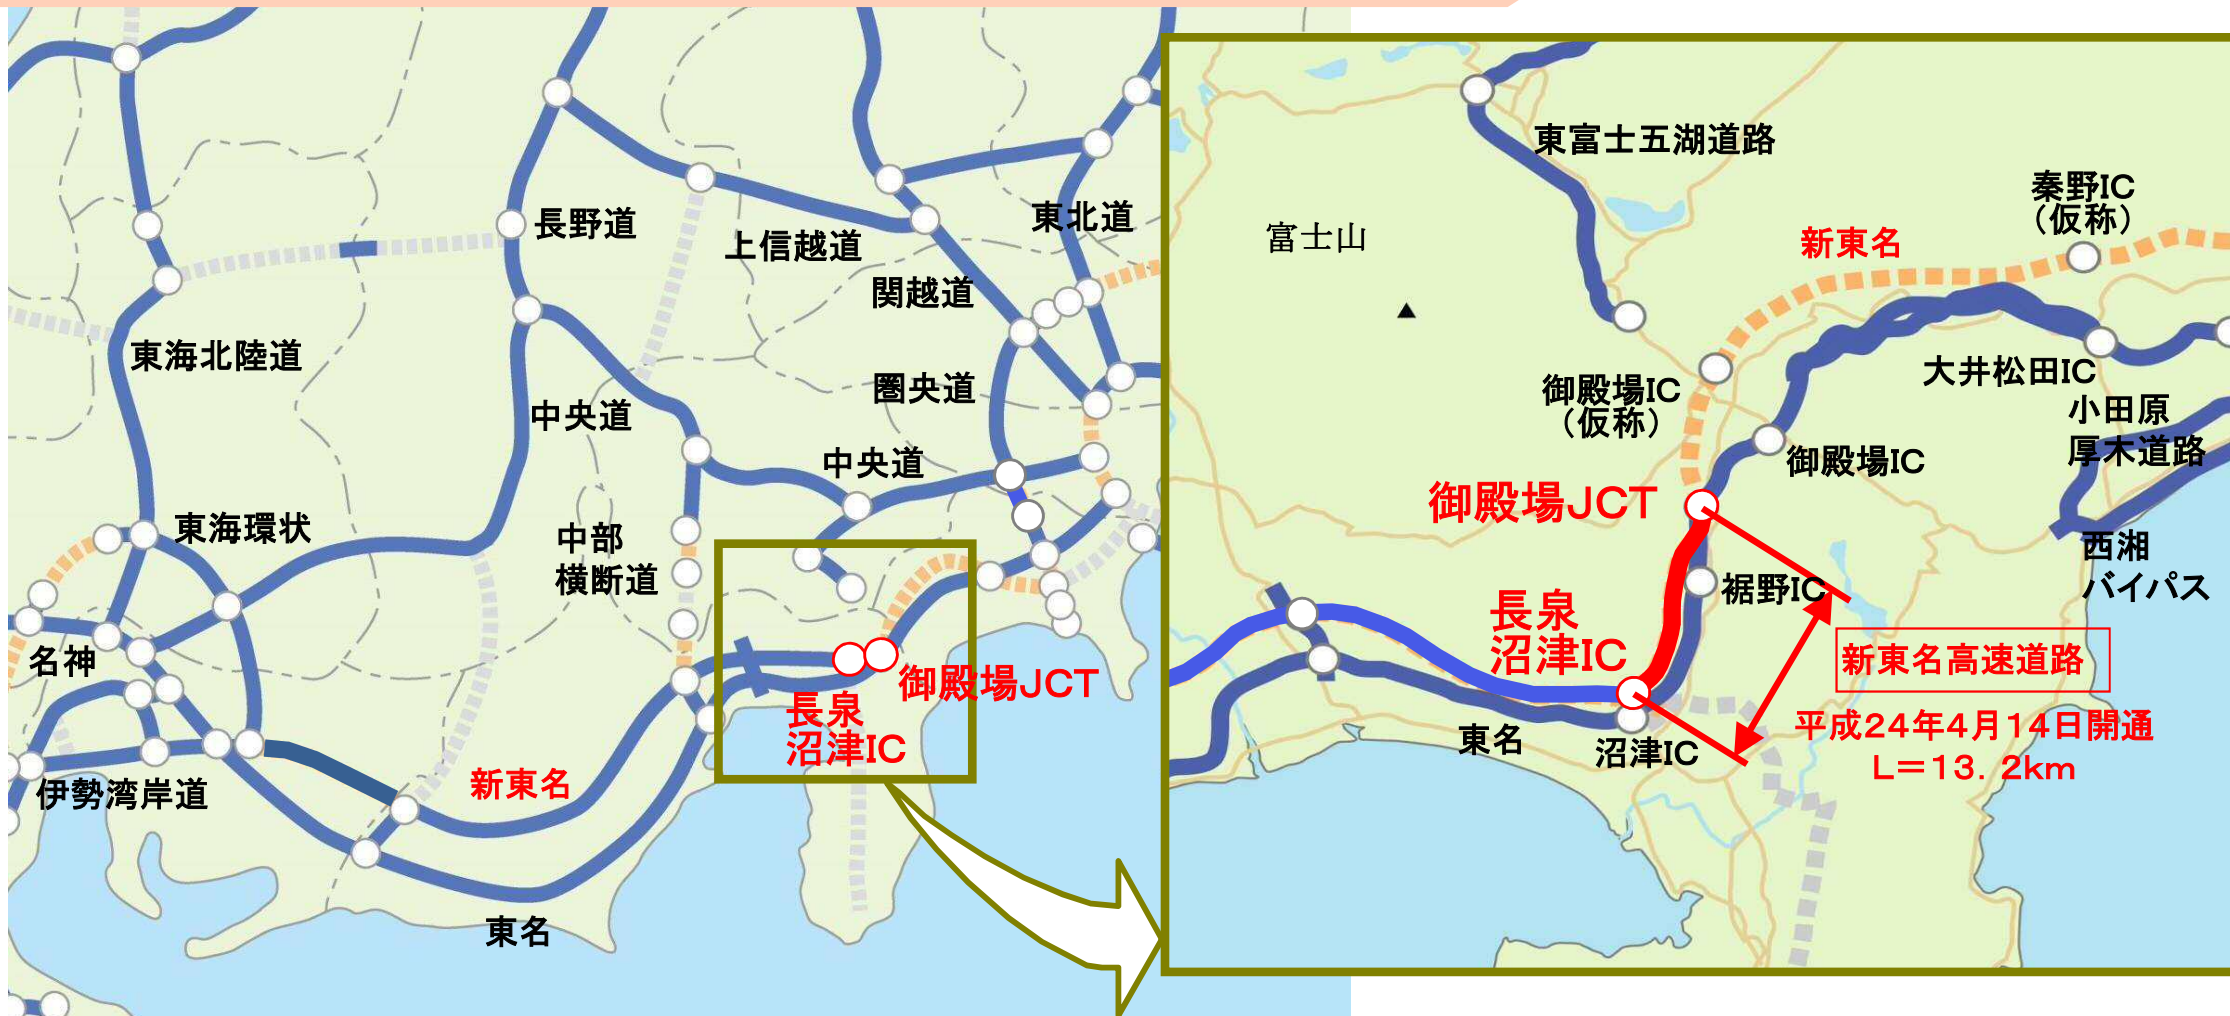 長野道
上信越道
東北道
関越道
東海北陸道
圏央道
中央道
中央道
東海環状
中部
横断道
名神
御殿場JCT
長泉
沼津IC
新東名
伊勢湾岸道
東名
東富士五湖道路
秦野IC
（仮称）
富士山
新東名
御殿場IC
（仮称）
大井松田IC
小田原
厚木道路
御殿場IC
御殿場JCT
西湘
バイパス
裾野IC
長泉
沼津IC
新東名高速道路
東名
沼津IC
平成24年4月14日開通
L＝13．2km